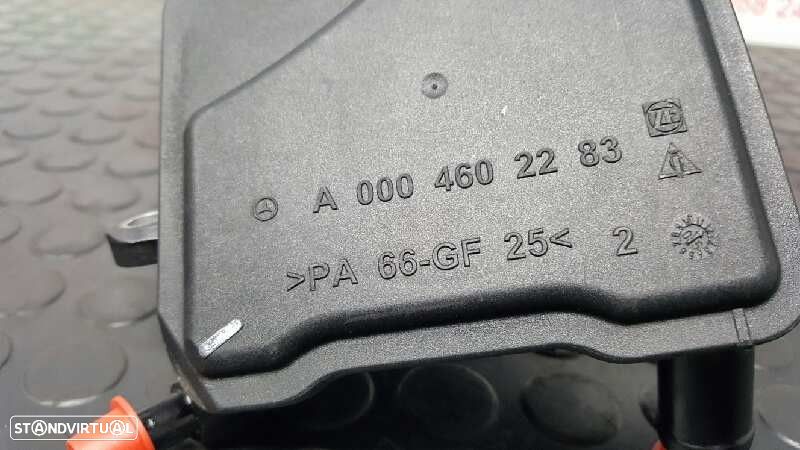 A 000 460 22 83
>PA 66-GF 25< 2
STANDVIRTUAL